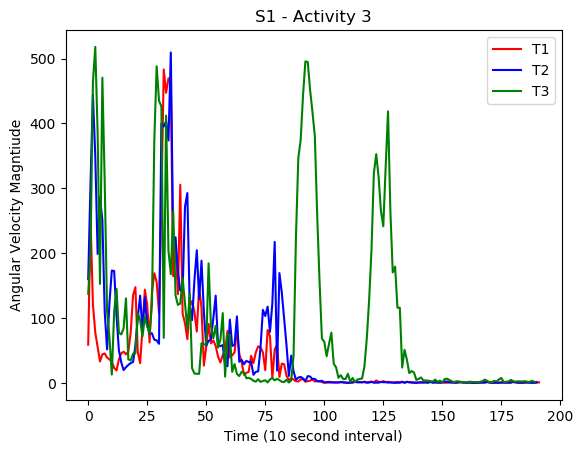 S1 - Activity 3
T1
T2
T3
Angular Velocity Magntiude
500
400
300
200
100
0
0 25 50 75 100 125 150 175 200
Time (10 second interval)